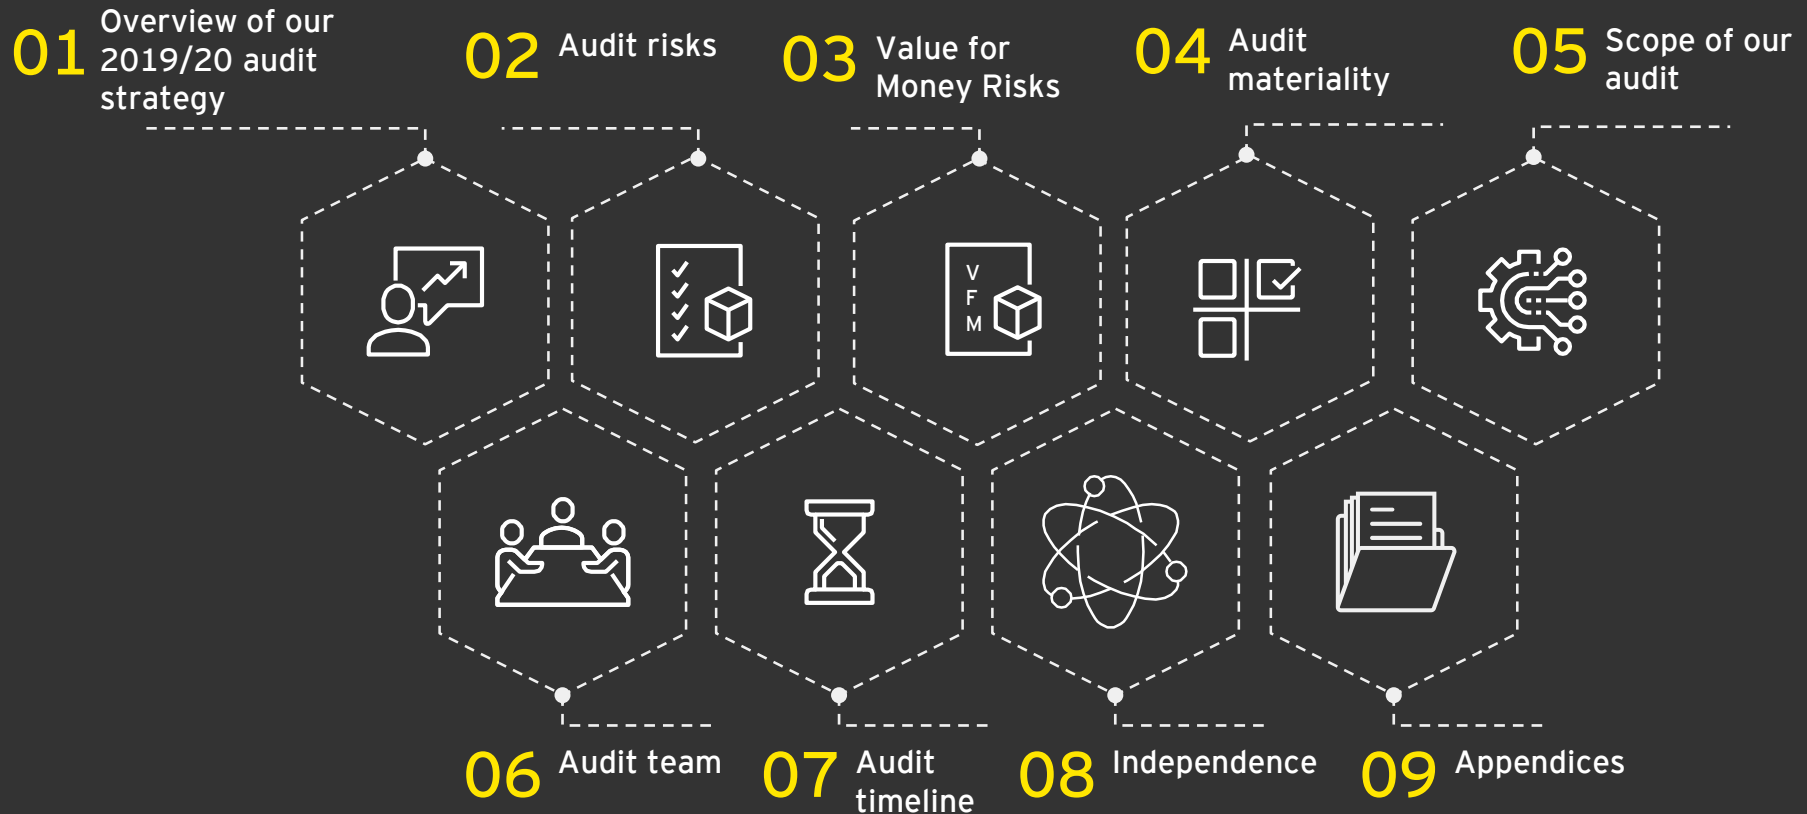 01
Overview of our
2019/20 audit
strategy
02
Audit risks
03
Value for
Money Risks
04
Audit
materiality
05
Scope of our
audit
V
F
M
06
Audit team
07
Audit
timeline
08
Independence
09
Appendices